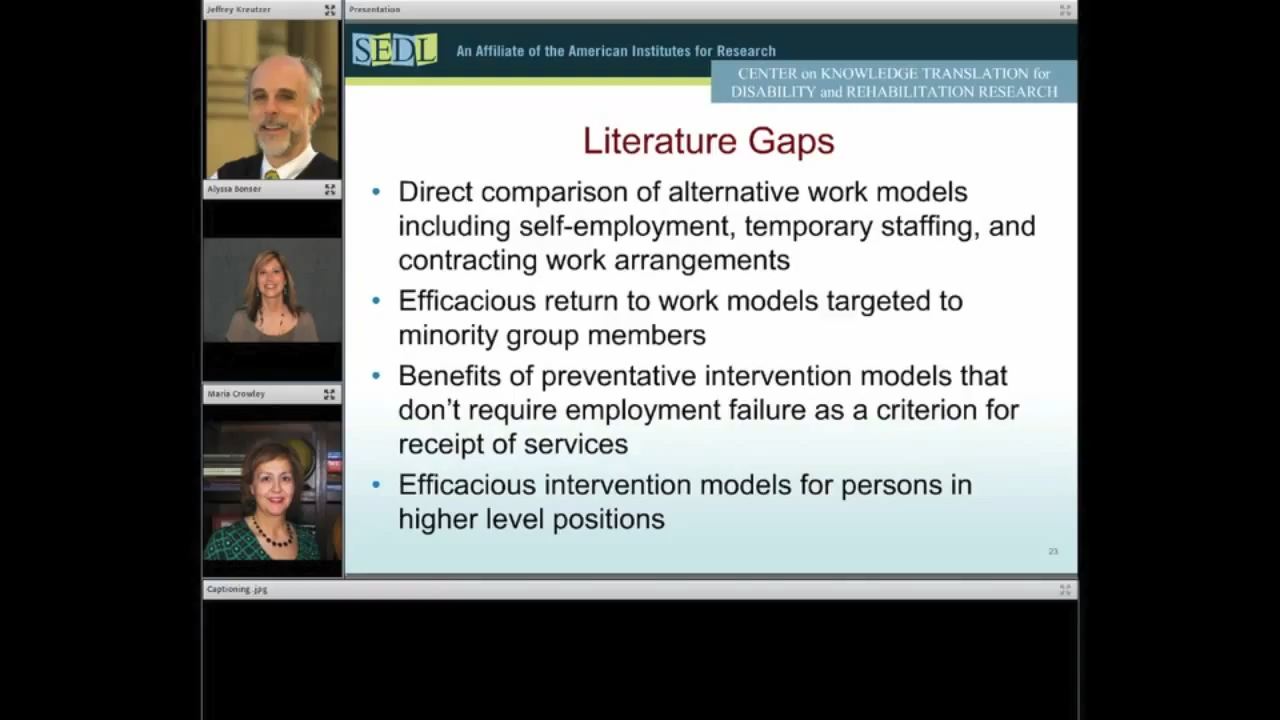 Jeffrey Kreutzer
Presentation
SEDL
An Affiliate of the American Institutes for Research
CENTER on KNOWLEDGE TRANSLATION for
DISABILITY and REHABILITATION RESEARCH
Alyssa Bonser
Maria Crowley
Literature Gaps
• Direct comparison of alternative work models
including self-employment, temporary staffing, and
contracting work arrangements
• Efficacious return to work models targeted to
minority group members
• Benefits of preventative intervention models that
don't require employment failure as a criterion for
receipt of services
• Efficacious intervention models for persons in
higher level positions
23
Captioning .jpg